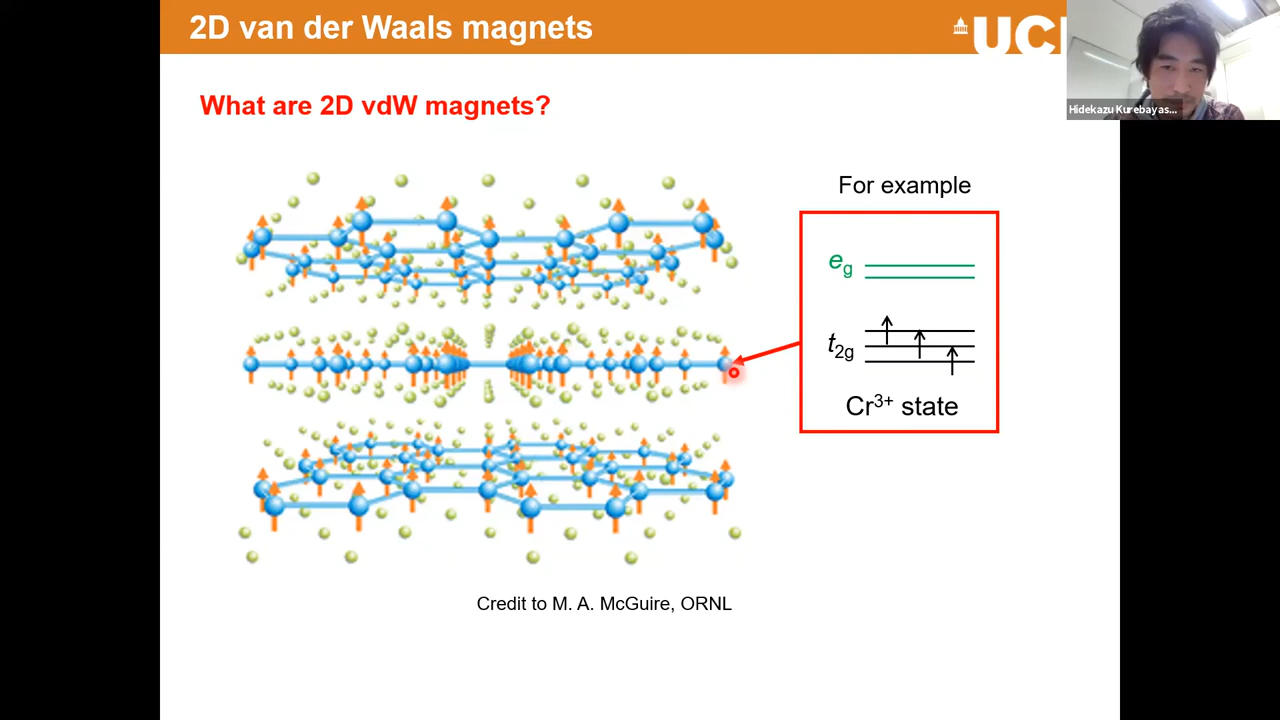 2D van der Waals magnets
UCL
Hidekazu Kurebayas...
What are 2D vdW magnets?
For example
eg
t2g
Cr3+ state
Credit to M. A. McGuire, ORNL